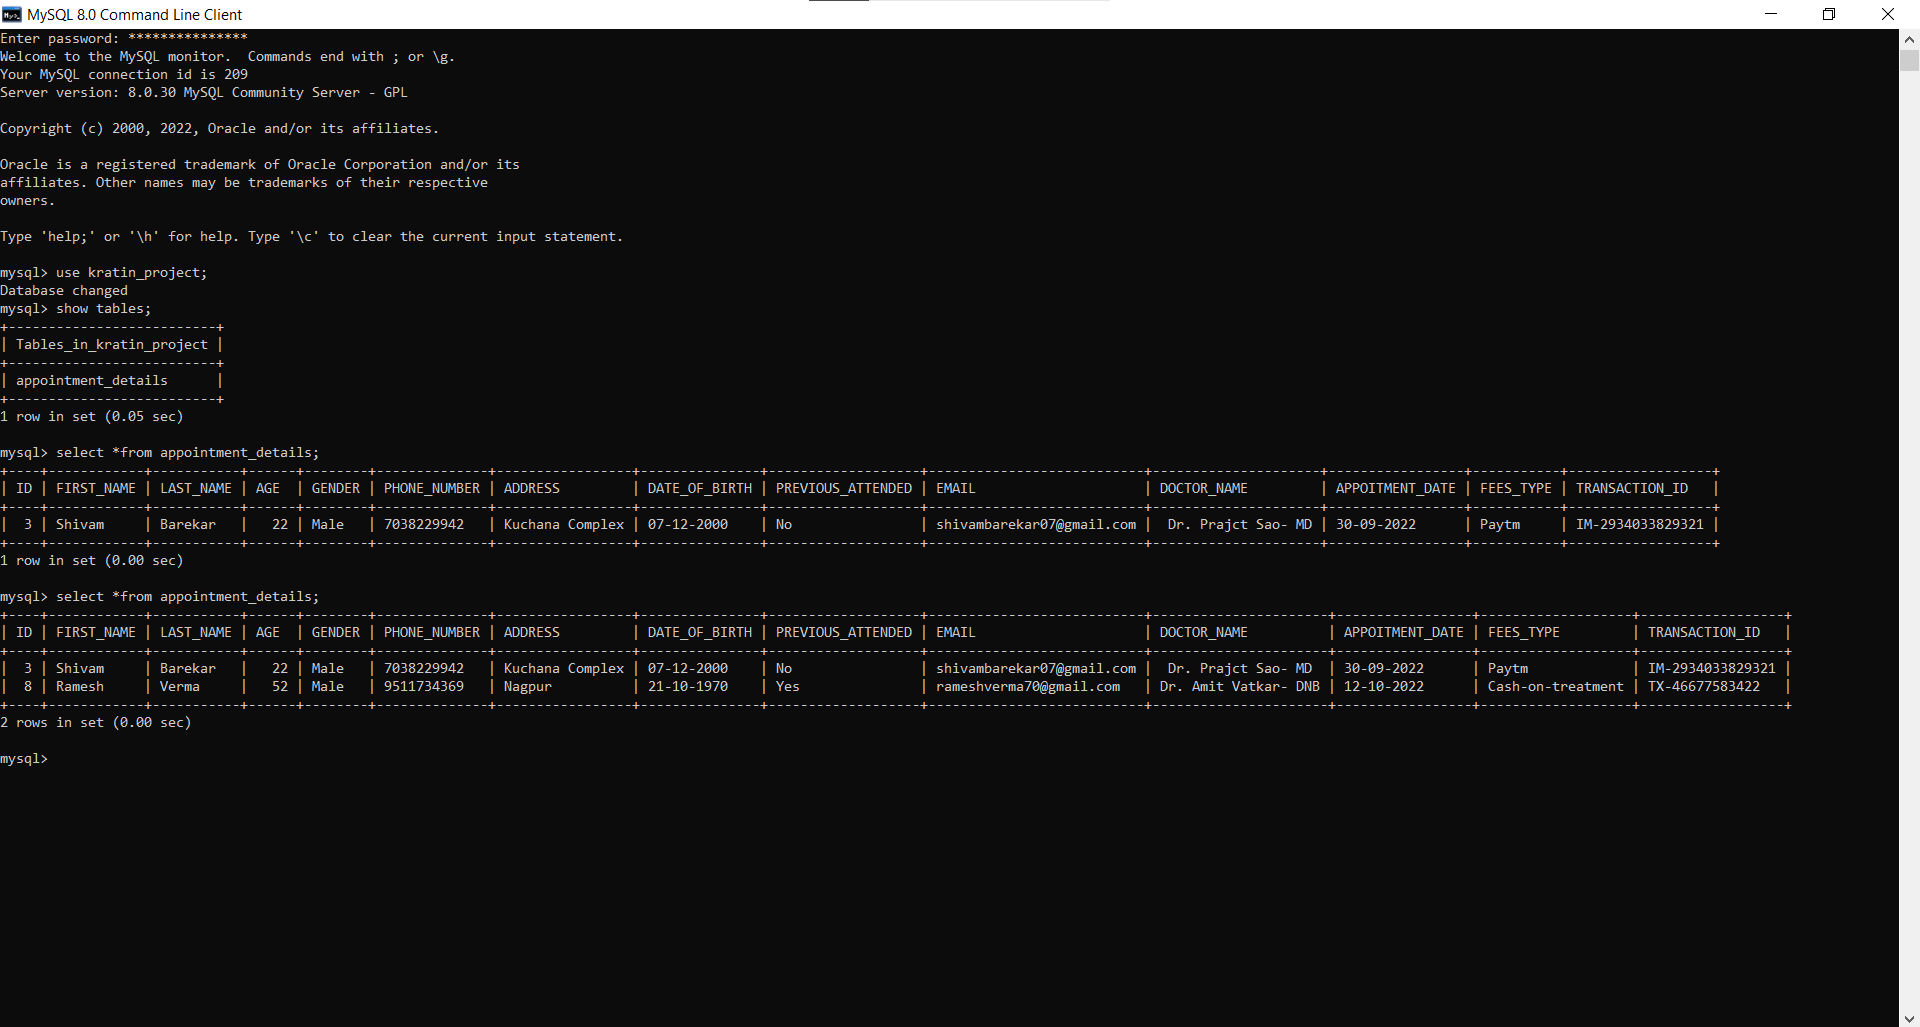 MySQL 8.0 Command Line Client
Enter password: ***************
Welcome to the MySQL monitor.  Commands end with ; or \g.
Your MySQL connection id is 209
Server version: 8.0.30 MySQL Community Server - GPL
Copyright (c) 2000, 2022, Oracle and/or its affiliates.
Oracle is a registered trademark of Oracle Corporation and/or its
affiliates. Other names may be trademarks of their respective
owners.
Type 'help;' or '\h' for help. Type '\c' to clear the current input statement.
mysql> use kratin_project;
Database changed
mysql> show tables;
+--------------------------+
| Tables_in_kratin_project |
+--------------------------+
| appointment_details      |
+--------------------------+
1 row in set (0.05 sec)
mysql> select *from appointment_details;
+----+------------+-----------+------+--------+--------------+----------------+---------------+-------------------+---------------------------+---------------------+-----------------+-----------+------------------+
| ID | FIRST_NAME | LAST_NAME | AGE  | GENDER | PHONE_NUMBER | ADDRESS         | DATE_OF_BIRTH | PREVIOUS_ATTENDED | EMAIL                     | DOCTOR_NAME         | APPOITMENT_DATE | FEES_TYPE | TRANSACTION_ID   |
+----+------------+-----------+------+--------+--------------+----------------+---------------+-------------------+---------------------------+---------------------+-----------------+-----------+------------------+
|  3 | Shivam     | Barekar   |   22 | Male   | 7038229942   | Kuchana Complex | 07-12-2000    | No                | shivambarekar07@gmail.com |  Dr. Prajct Sao- MD | 30-09-2022      | Paytm     | IM-2934033829321 |
+----+------------+-----------+------+--------+--------------+----------------+---------------+-------------------+---------------------------+---------------------+-----------------+-----------+------------------+
1 row in set (0.00 sec)
mysql> select *from appointment_details;
+----+------------+-----------+------+--------+--------------+----------------+---------------+-------------------+---------------------------+----------------------+-----------------+-------------------+------------------+
| ID | FIRST_NAME | LAST_NAME | AGE  | GENDER | PHONE_NUMBER | ADDRESS         | DATE_OF_BIRTH | PREVIOUS_ATTENDED | EMAIL                     | DOCTOR_NAME          | APPOITMENT_DATE | FEES_TYPE         | TRANSACTION_ID   |
+----+------------+-----------+------+--------+--------------+----------------+---------------+-------------------+---------------------------+----------------------+-----------------+-------------------+------------------+
|  3 | Shivam     | Barekar   |   22 | Male   | 7038229942   | Kuchana Complex | 07-12-2000    | No                | shivambarekar07@gmail.com |  Dr. Prajct Sao- MD  | 30-09-2022      | Paytm             | IM-2934033829321 |
|  8 | Ramesh     | Verma     |   52 | Male   | 9511734369   | Nagpur          | 21-10-1970    | Yes               | rameshverma70@gmail.com   | Dr. Amit Vatkar- DNB | 12-10-2022      | Cash-on-treatment | TX-46677583422   |
+----+------------+-----------+------+--------+--------------+----------------+---------------+-------------------+---------------------------+----------------------+-----------------+-------------------+------------------+
2 rows in set (0.00 sec)
mysql>